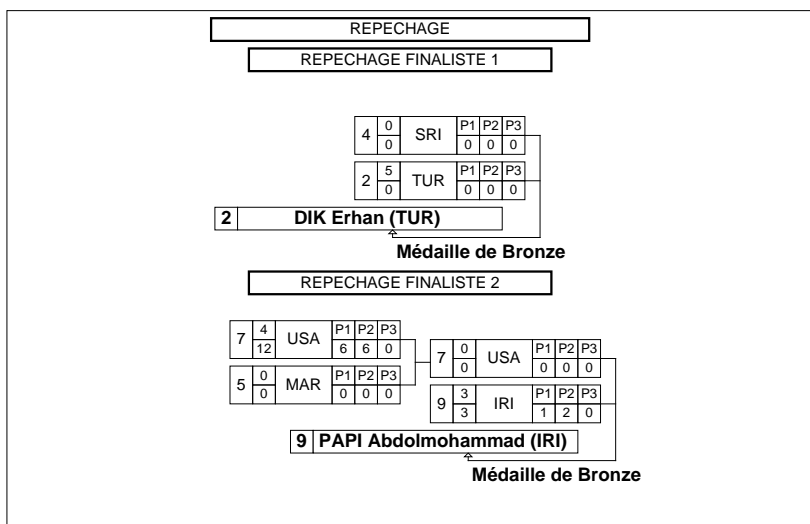 REPECHAGE
REPECHAGE FINALISTE 1
4 0 SRI P1 P2 P3
0 0 0 0
2 5 TUR P1 P2 P3
0 0 0 0
2 DIK Erhan (TUR)
Médaille de Bronze
REPECHAGE FINALISTE 2
7 4 USA P1 P2 P3
12 6 6 0
5 0 MAR P1 P2 P3
0 0 0 0
7 0 USA P1 P2 P3
0 0 0 0
9 3 IRI P1 P2 P3
3 1 2 0
9 PAPI Abdolmohammad (IRI)
Médaille de Bronze